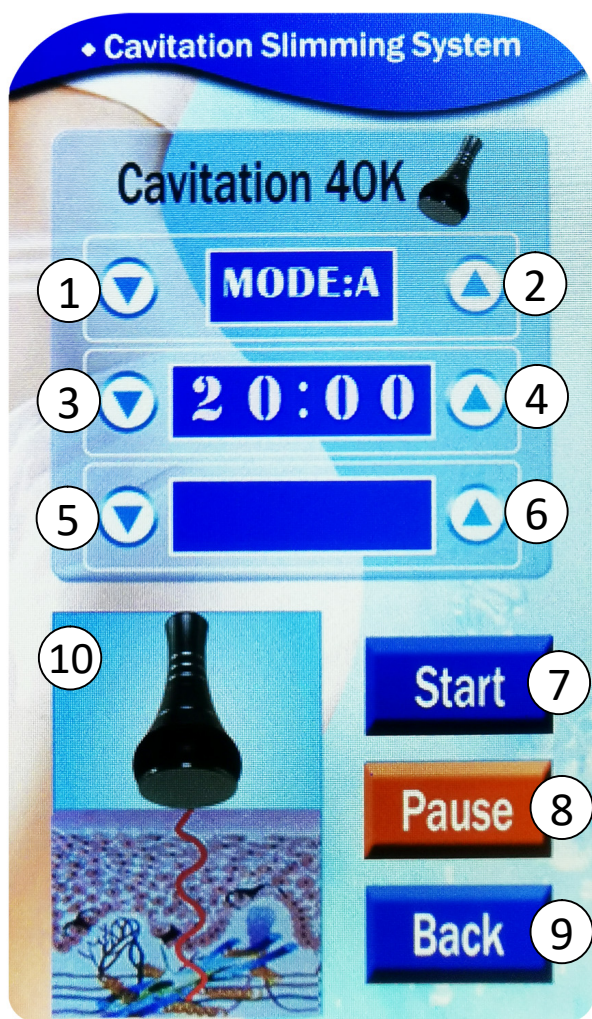 Cavitation Slimming System
Cavitation 40K
1 MODE:A 2
3 20:00 4
5 6
10
Start 7
Pause 8
Back 9